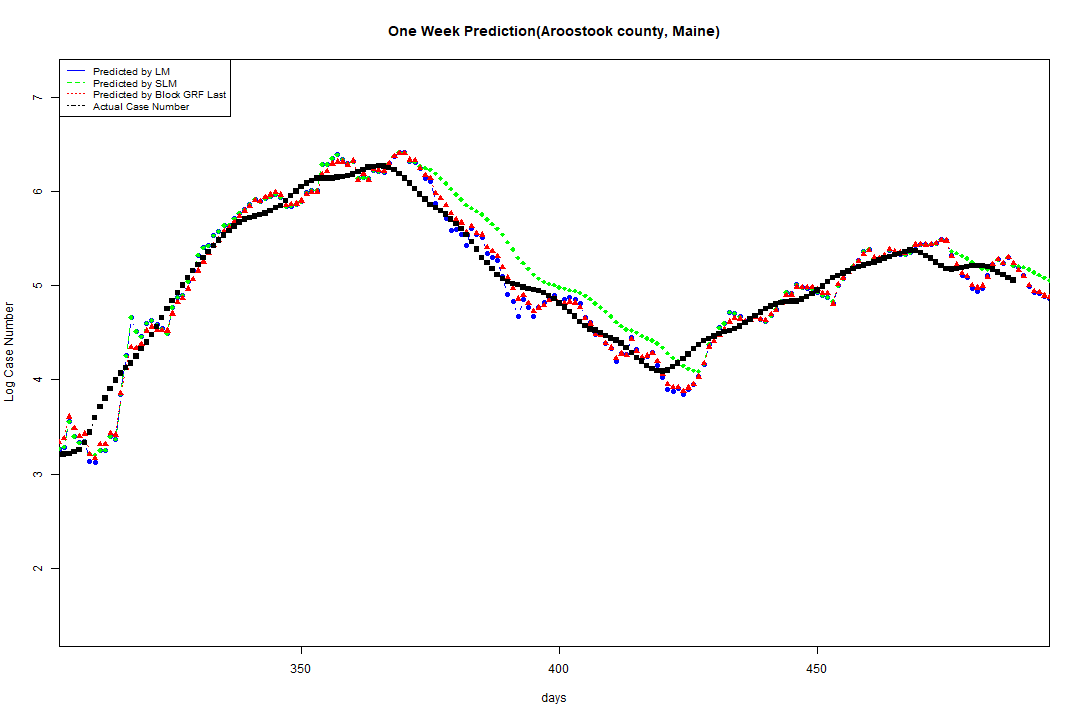 One Week Prediction(Aroostook county, Maine)
Predicted by LM
Predicted by SLM
Predicted by Block GRF Last
Actual Case Number
7
6
5
4
3
2
Log Case Number
350 400 450
days